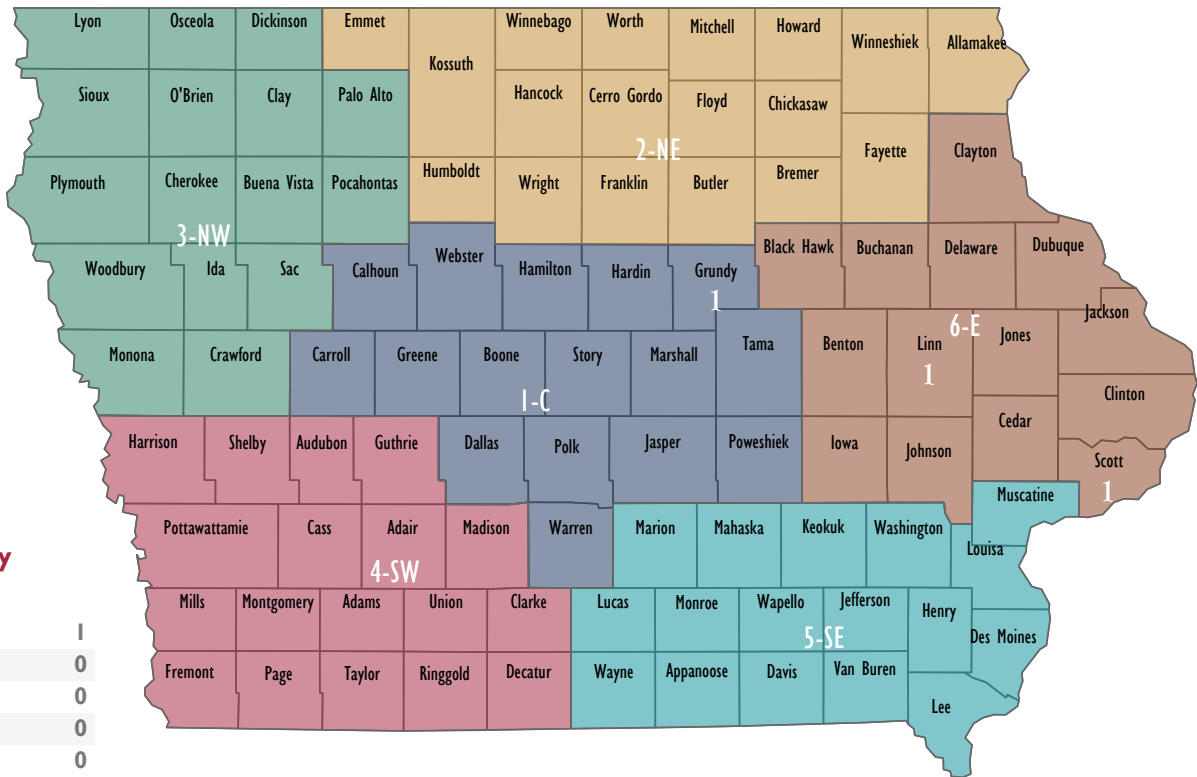 Lyon Osceola Dickinson Emmet Winnebago Worth Mitchell Howard
Kossuth Winneshiek Allamakee
Sioux O'Brien Clay Palo Alto Hancock Cerro Gordo Floyd Chickasaw
2-NE
Fayette Clayton
Plymouth Cherokee Buena Vista Pocahontas Humboldt Wright Franklin Butler Bremer
3-NW
Woodbury Ida Sac Calhoun Webster Hamilton Hardin Grundy Black Hawk Buchanan Delaware Dubuque
1
6-E
Jackson
Monona Crawford Carroll Greene Boone Story Marshall Tama Benton Linn Jones
1
1-C
Clinton
Harrison Shelby Audubon Guthrie Dallas Polk Jasper Poweshiek Iowa Johnson Cedar
Scott
1
Muscatine
Pottawattamie Cass Adair Madison Warren Marion Mahaska Keokuk Washington
Louisa
y
4-SW
Mills Montgomery Adams Union Clarke Lucas Monroe Wapello Jefferson Henry
1
5-SE
Des Moines
0
Fremont Page Taylor Ringgold Decatur Wayne Appanoose Davis Van Buren
0
Lee
0
0